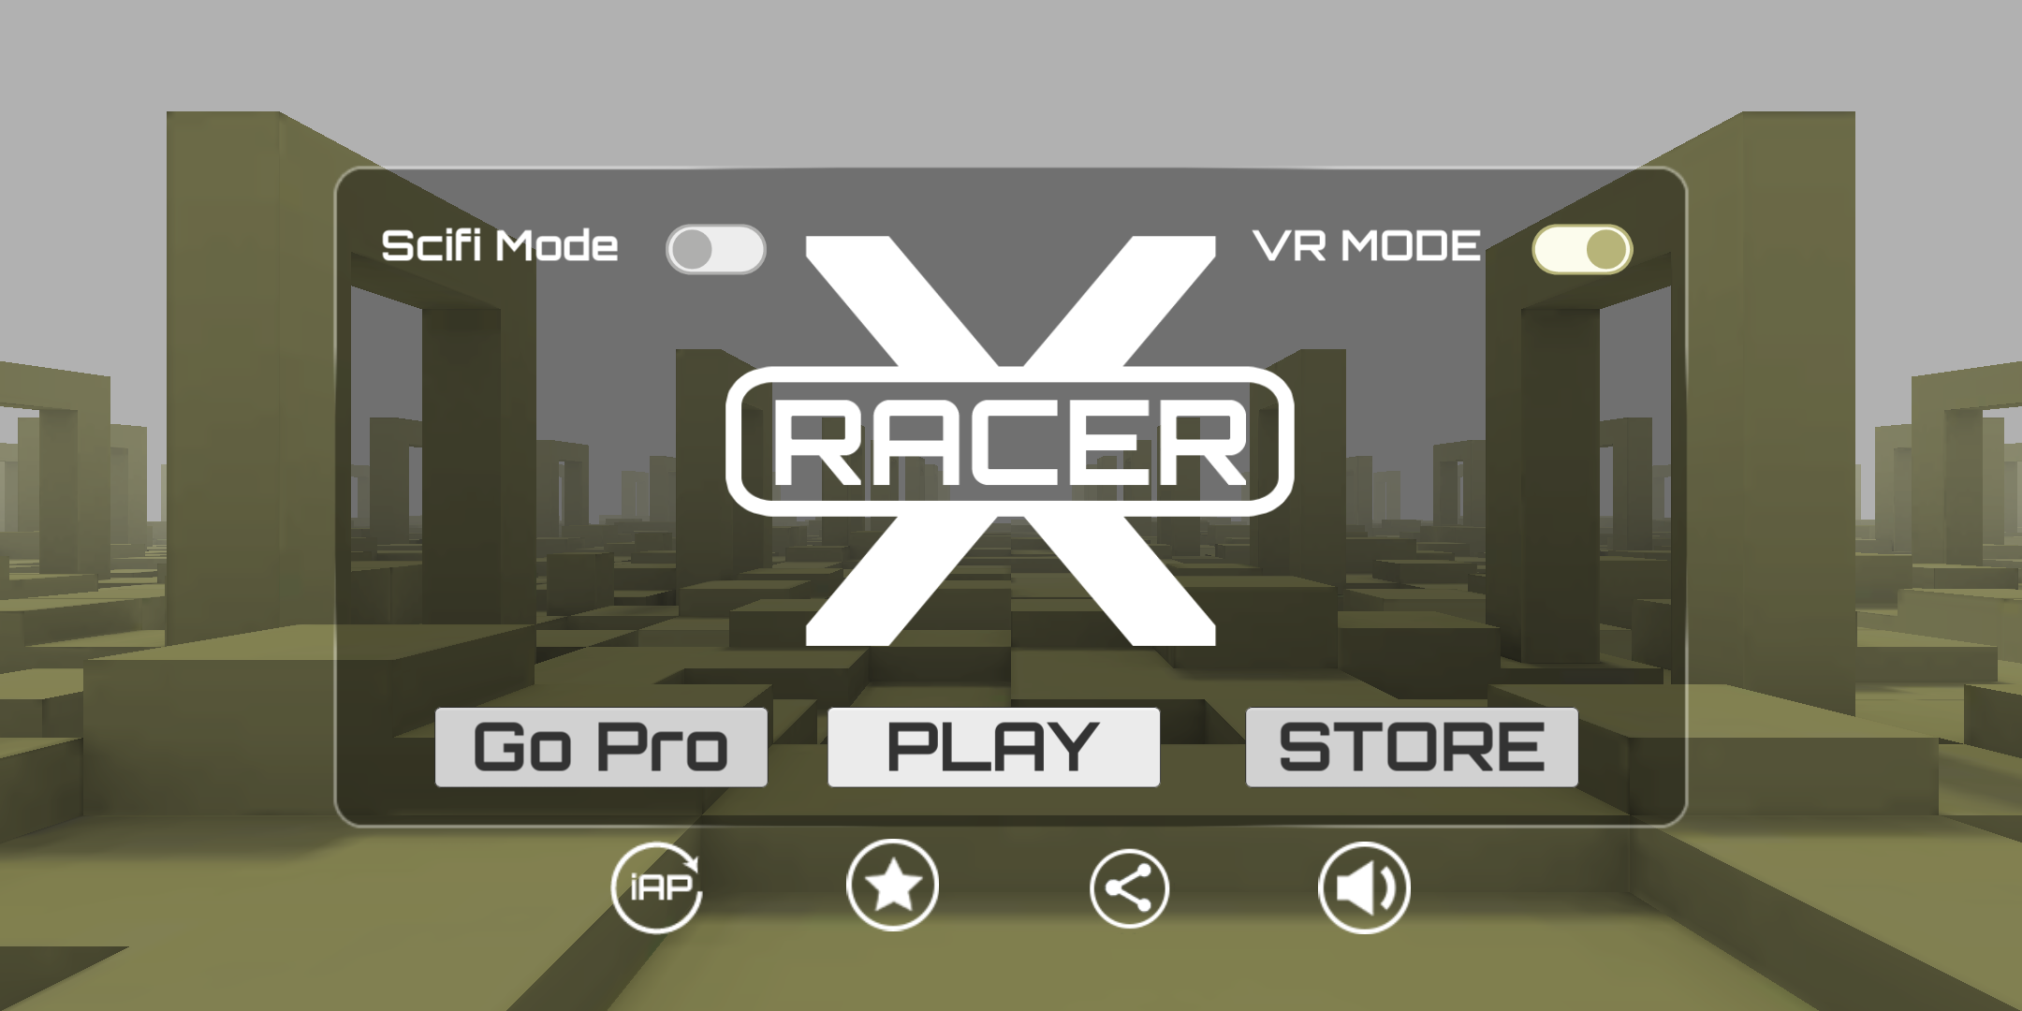 Scifi Mode
VR MODE
X
RACER
Go Pro
PLAY
STORE
iAP